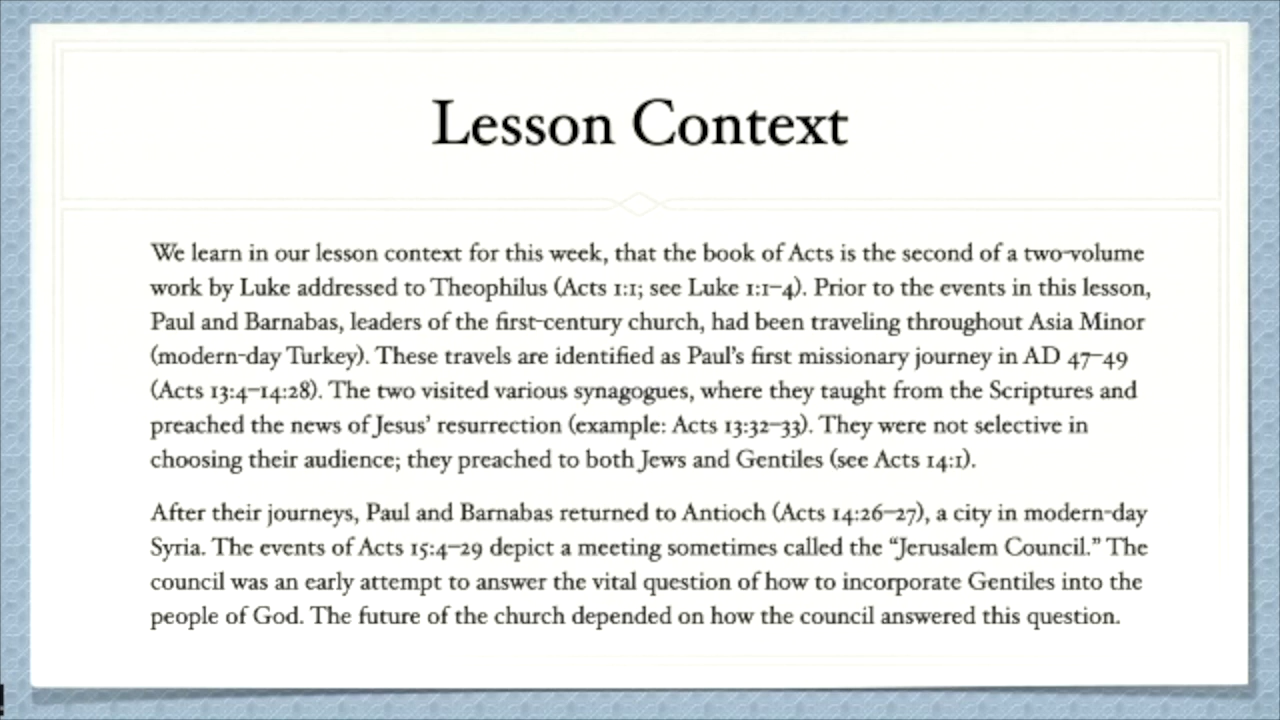 Lesson Context
We learn in our lesson context for this week, that the book of Acts is the second of a two-volume
work by Luke addressed to Theophilus (Acts 1:1; see Luke 1:1–4). Prior to the events in this lesson,
Paul and Barnabas, leaders of the first-century church, had been traveling throughout Asia Minor
(modern-day Turkey). These travels are identified as Paul’s first missionary journey in AD 47–49
(Acts 13:4–14:28). The two visited various synagogues, where they taught from the Scriptures and
preached the news of Jesus’ resurrection (example: Acts 13:32–33). They were not selective in
choosing their audience; they preached to both Jews and Gentiles (see Acts 14:1).
After their journeys, Paul and Barnabas returned to Antioch (Acts 14:26–27), a city in modern-day
Syria. The events of Acts 15:4–29 depict a meeting sometimes called the “Jerusalem Council.” The
council was an early attempt to answer the vital question of how to incorporate Gentiles into the
people of God. The future of the church depended on how the council answered this question.